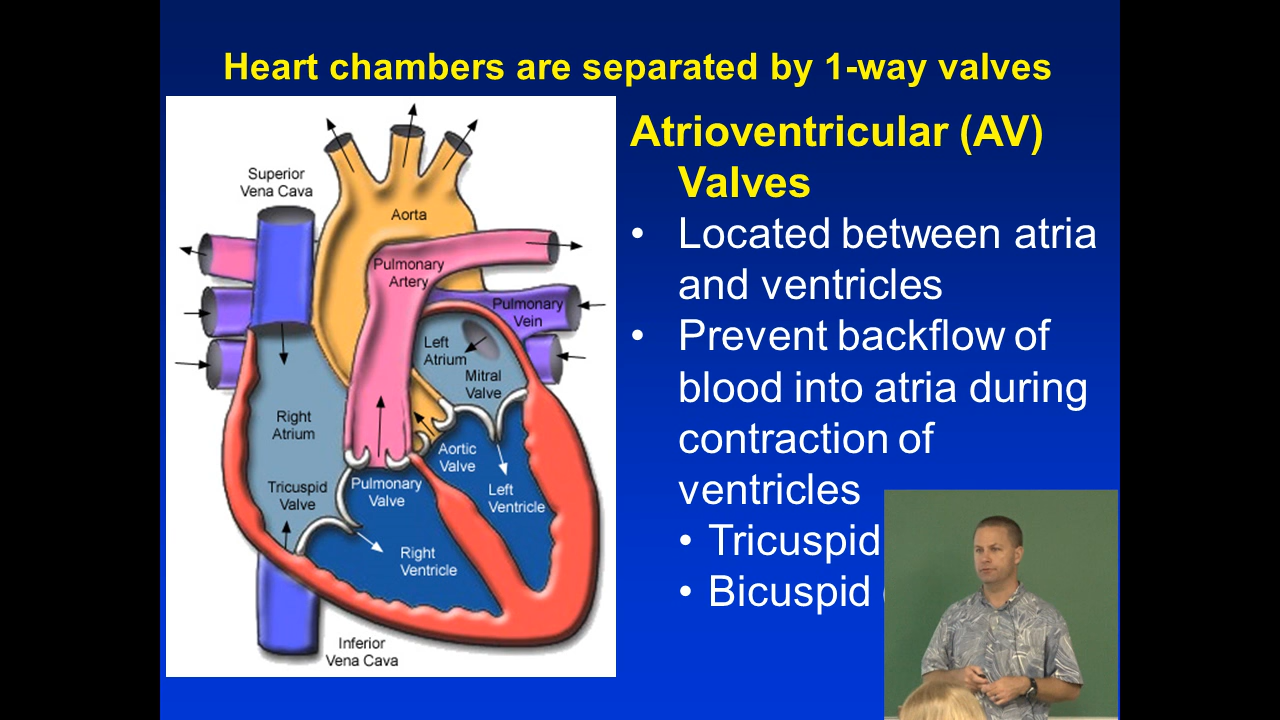 Heart chambers are separated by 1-way valves
Superior
Vena Cava
Aorta
Pulmonary
Artery
Pulmonary
Vein
Left
Atrium
Mitral
Valve
Right
Atrium
Aortic
Valve
Tricuspid
Valve
Pulmonary
Valve
Left
Ventricle
Right
Ventricle
Inferior
Vena Cava
Atrioventricular (AV)
Valves
• Located between atria
and ventricles
• Prevent backflow of
blood into atria during
contraction of
ventricles
• Tricuspid
• Bicuspid